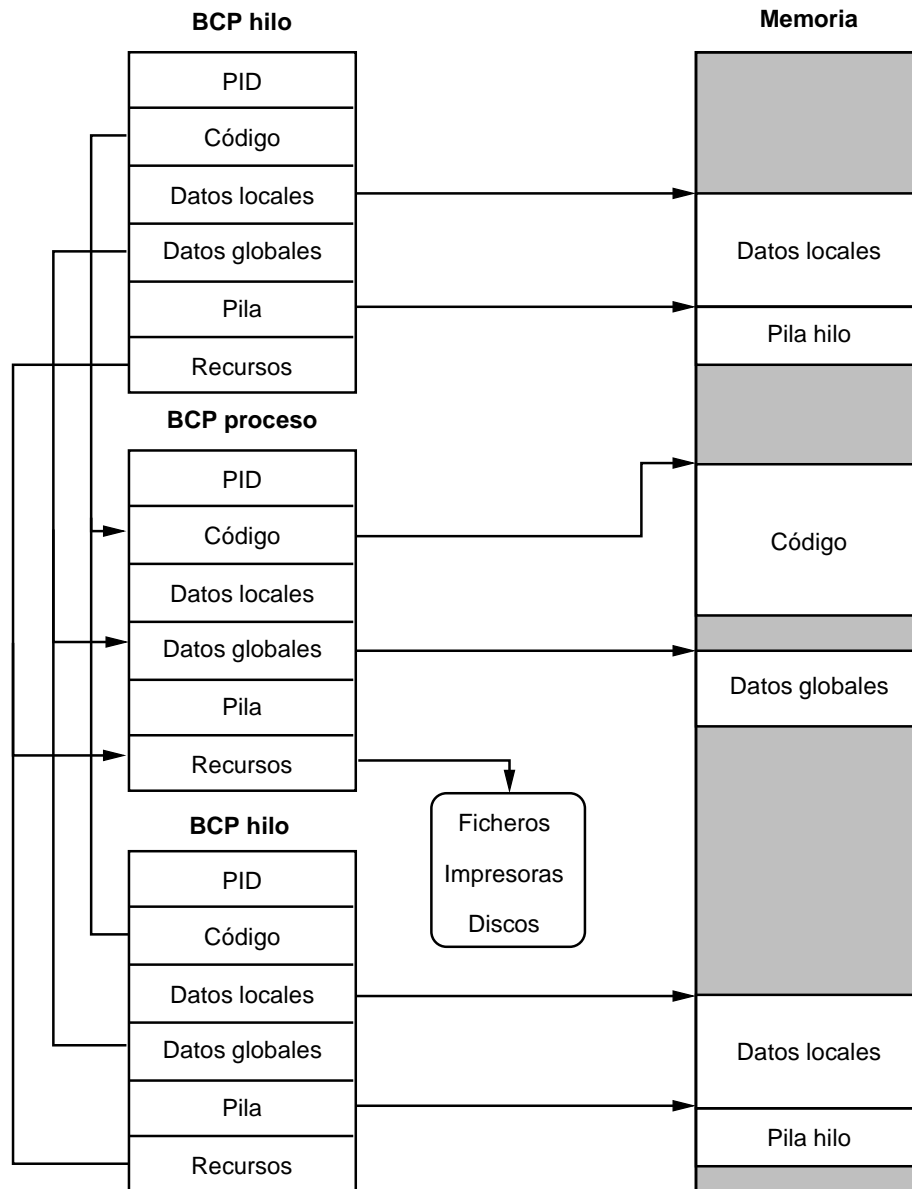 BCP hilo
PID
Código
Datos locales
Datos globales
Pila
Recursos
BCP proceso
PID
Código
Datos locales
Datos globales
Pila
Recursos
BCP hilo
PID
Código
Datos locales
Datos globales
Pila
Recursos
Ficheros
Impresoras
Discos
Memoria
Datos locales
Pila hilo
Código
Datos globales
Datos locales
Pila hilo